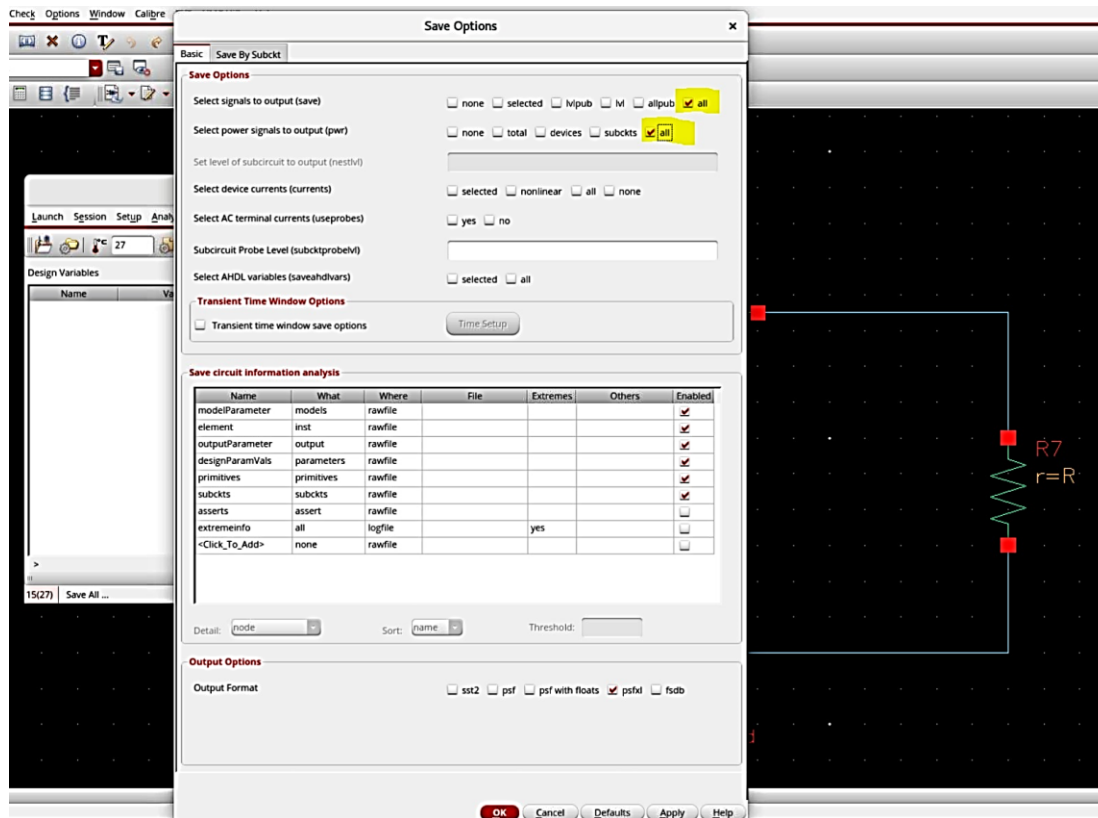 Check Options Window Calibre
Save Options
Basic Save By Subckt
Save Options
Select signals to output (save) none selected lvlpub lvl allpub all
Select power signals to output (pwr) none total devices subckts all
Set level of subcircuit to output (nestlvl)
Select device currents (currents) selected nonlinear all none
Select AC terminal currents (useprobes) yes no
Subcircuit Probe Level (subcktprobelvl)
Select AHDL variables (saveahdlvars) selected all
Transient Time Window Options
Transient time window save options Time Setup
Save circuit information analysis
Name What Where File Extremes Others Enabled
modelParameter models rawfile
element inst rawfile
outputParameter output rawfile
designParamVals parameters rawfile
primitives primitives rawfile
subckts subckts rawfile
asserts assert rawfile
extremeinfo all logfile yes
<Click_To_Add> none rawfile
Detail: node Sort: name Threshold:
Output Options
Output Format sst2 psf psf with floats psfxl fsdb
OK Cancel Defaults Apply Help
Launch Session Setup Analy
°C 27
Design Variables
Name Va
>
15(27) Save All ...
R7
r=R